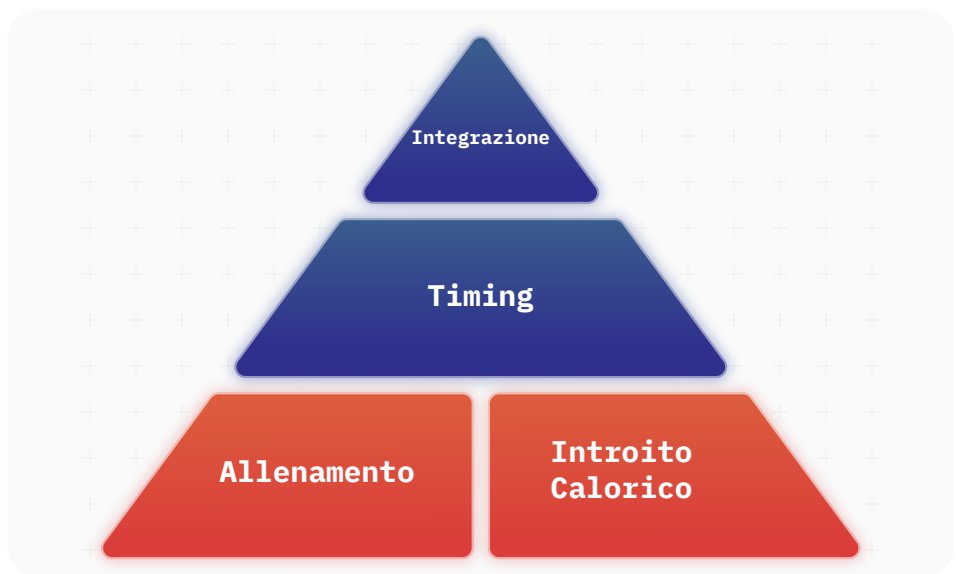 Integrazione
Timing
Allenamento
Introito
Calorico